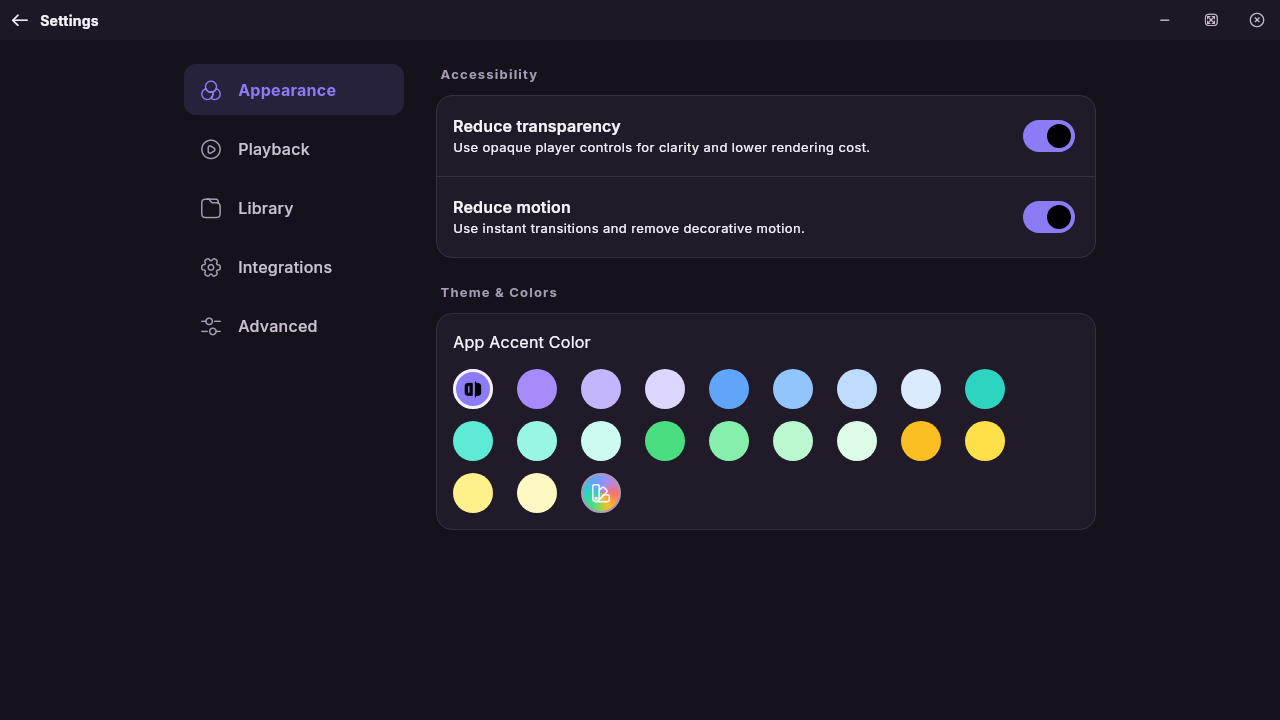 Settings
Appearance
Playback
Library
Integrations
Advanced
Accessibility
Reduce transparency
Use opaque player controls for clarity and lower rendering cost.
Reduce motion
Use instant transitions and remove decorative motion.
Theme & Colors
App Accent Color